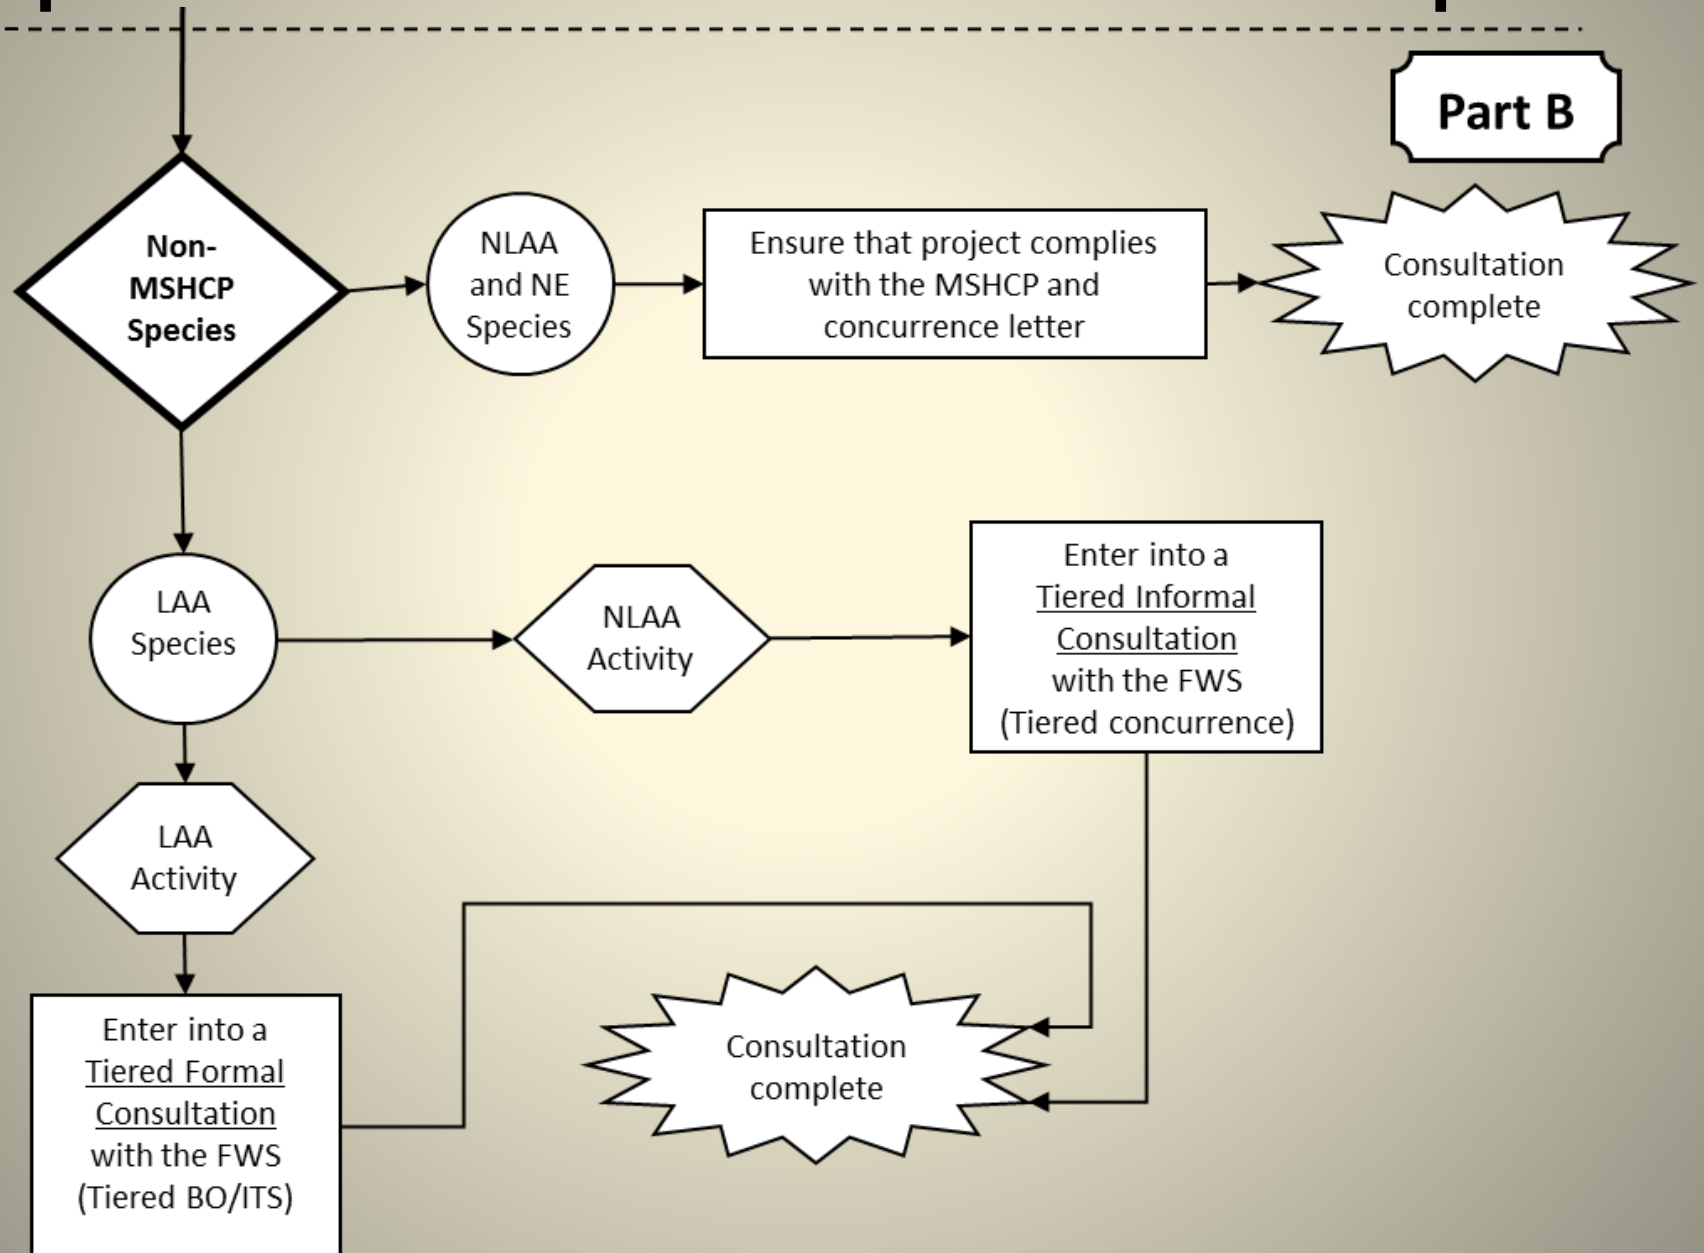 Part B
Non-
MSHCP
Species
NLAA
and NE
Species
Ensure that project complies
with the MSHCP and
concurrence letter
Consultation
complete
LAA
Species
NLAA
Activity
Enter into a
Tiered Informal
Consultation
with the FWS
(Tiered concurrence)
LAA
Activity
Enter into a
Tiered Formal
Consultation
with the FWS
(Tiered BO/ITS)
Consultation
complete